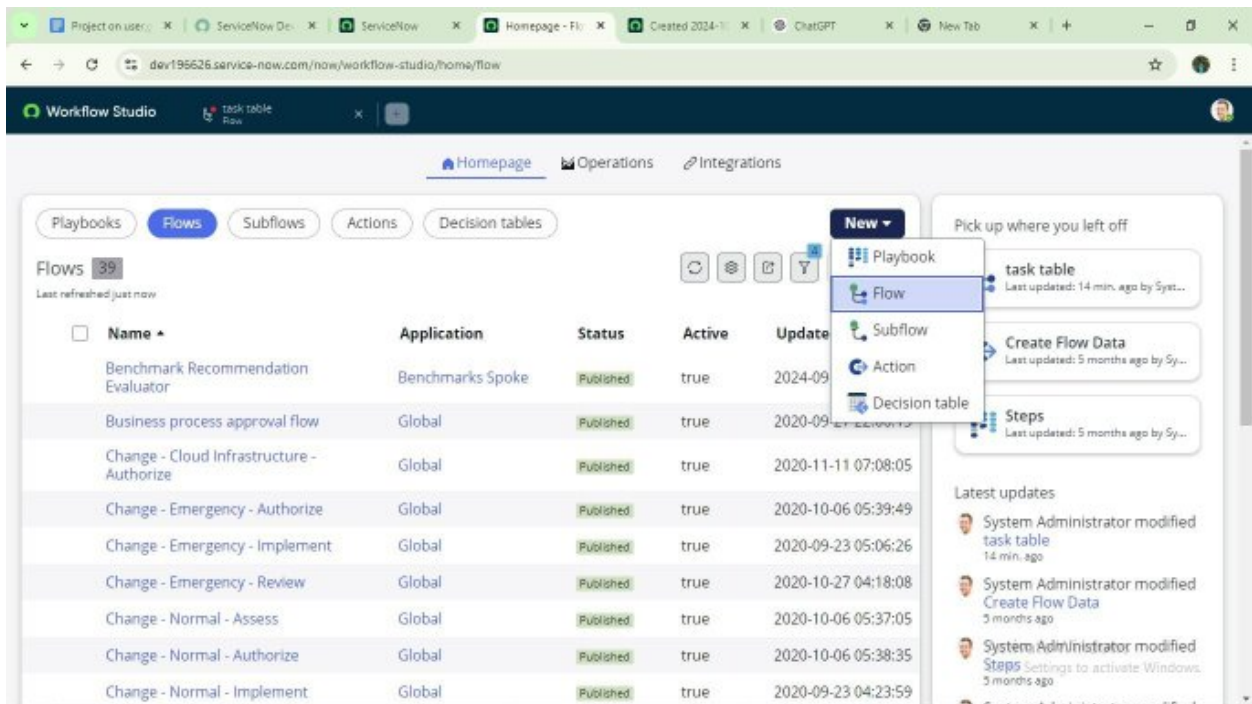 Project on user,
ServiceNow De
ServiceNow
Homepage - Flo
Created 2024-1
ChatGPT
New Tab
dev196626.service-now.com/now/workflow-studio/home/flow
Workflow Studio
task table
Flow
Homepage
Operations
Integrations
Playbooks
Flows
Subflows
Actions
Decision tables
New
Pick up where you left off
Flows 39
Last refreshed just now
4
Playbook
Flow
Subflow
Action
Decision table
task table
Last updated: 14 min. ago by Syst...
Create Flow Data
Last updated: 5 months ago by Sy...
Steps
Last updated: 5 months ago by Sy...
Name Application Status Active Update
Benchmark Recommendation
Evaluator
Benchmarks Spoke Published true 2024-09
Business process approval flow Global Published true
Change - Cloud Infrastructure -
Authorize
Global Published true 2020-11-11 07:08:05
Change - Emergency - Authorize Global Published true 2020-10-06 05:39:49
Change - Emergency - Implement Global Published true 2020-09-23 05:06:26
Change - Emergency - Review Global Published true 2020-10-27 04:18:08
Change - Normal - Assess Global Published true 2020-10-06 05:37:05
Change - Normal - Authorize Global Published true 2020-10-06 05:38:35
Change - Normal - Implement Global Published true 2020-09-23 04:23:59
Latest updates
System Administrator modified
task table
14 min. ago
System Administrator modified
Create Flow Data
5 months ago
System Administrator modified
Steps
Settings to activate Windows.
5 months ago